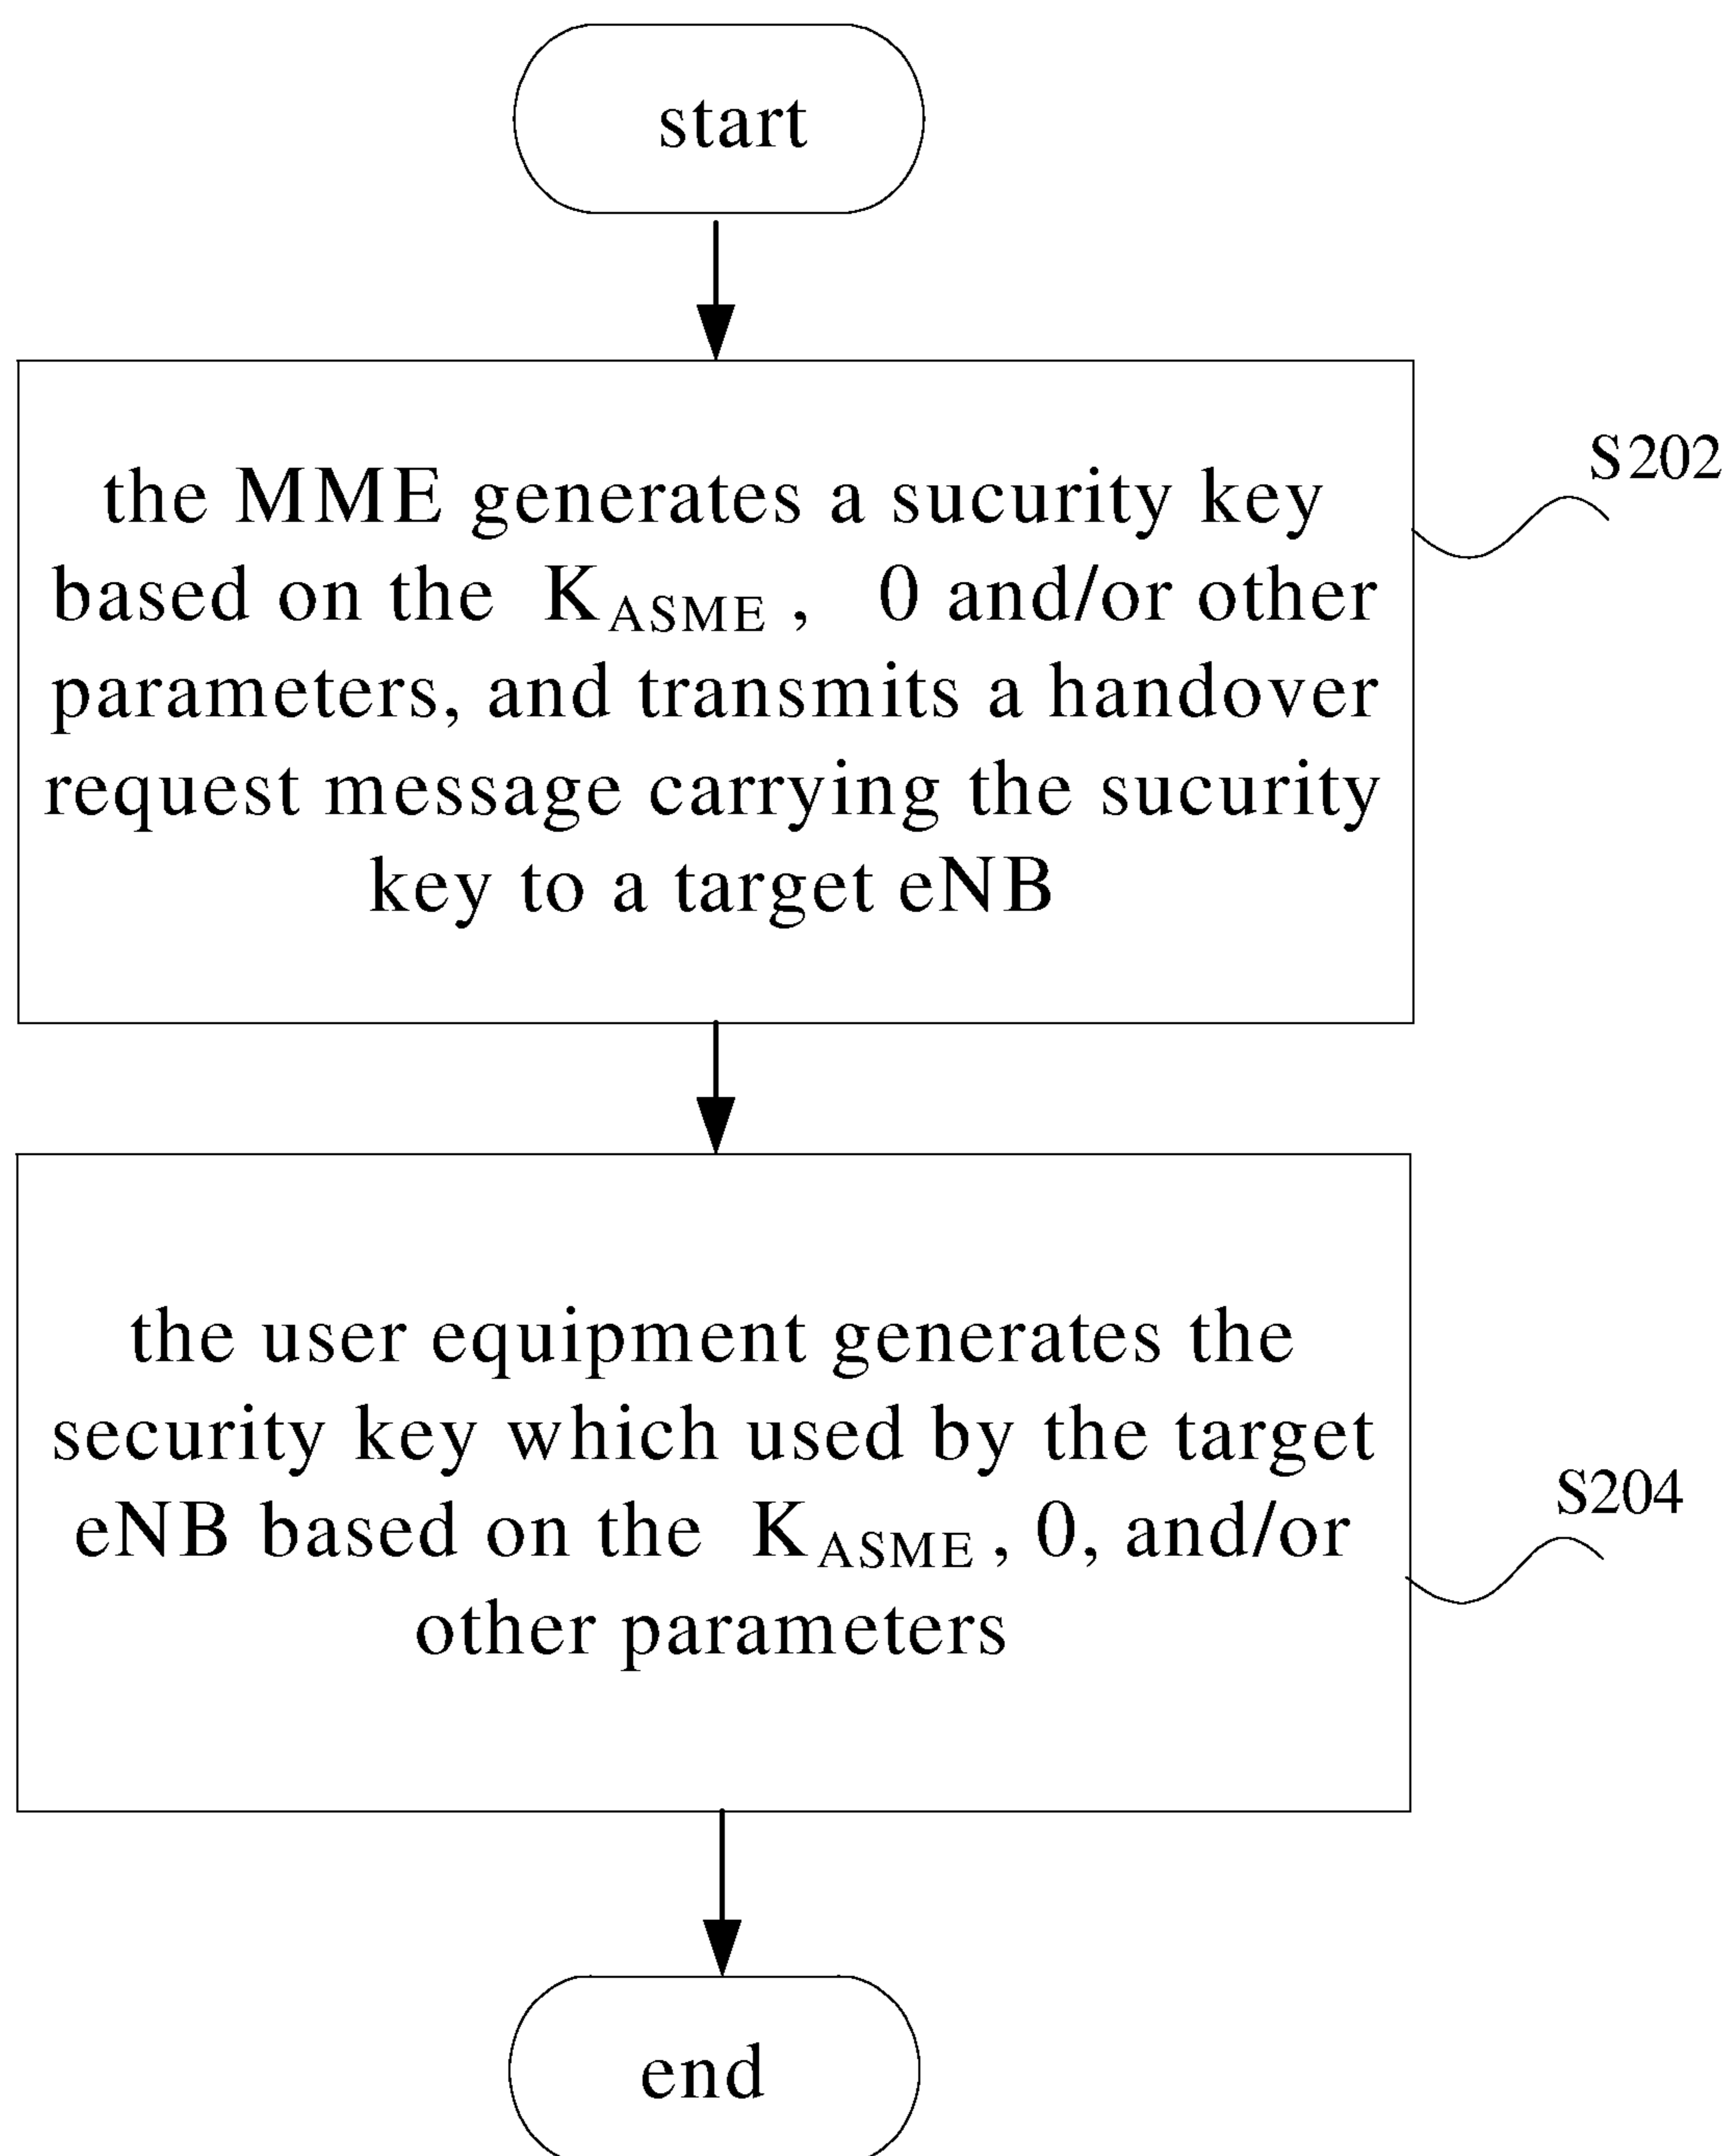 start
the MME generates a sucurity key
S202
based on the K_ASME , 0 and/or other
parameters, and transmits a handover
request message carrying the sucurity
key to a target eNB
the user equipment generates the
security key which used by the target
S204
eNB based on the K_ASME , 0, and/or
other parameters
end